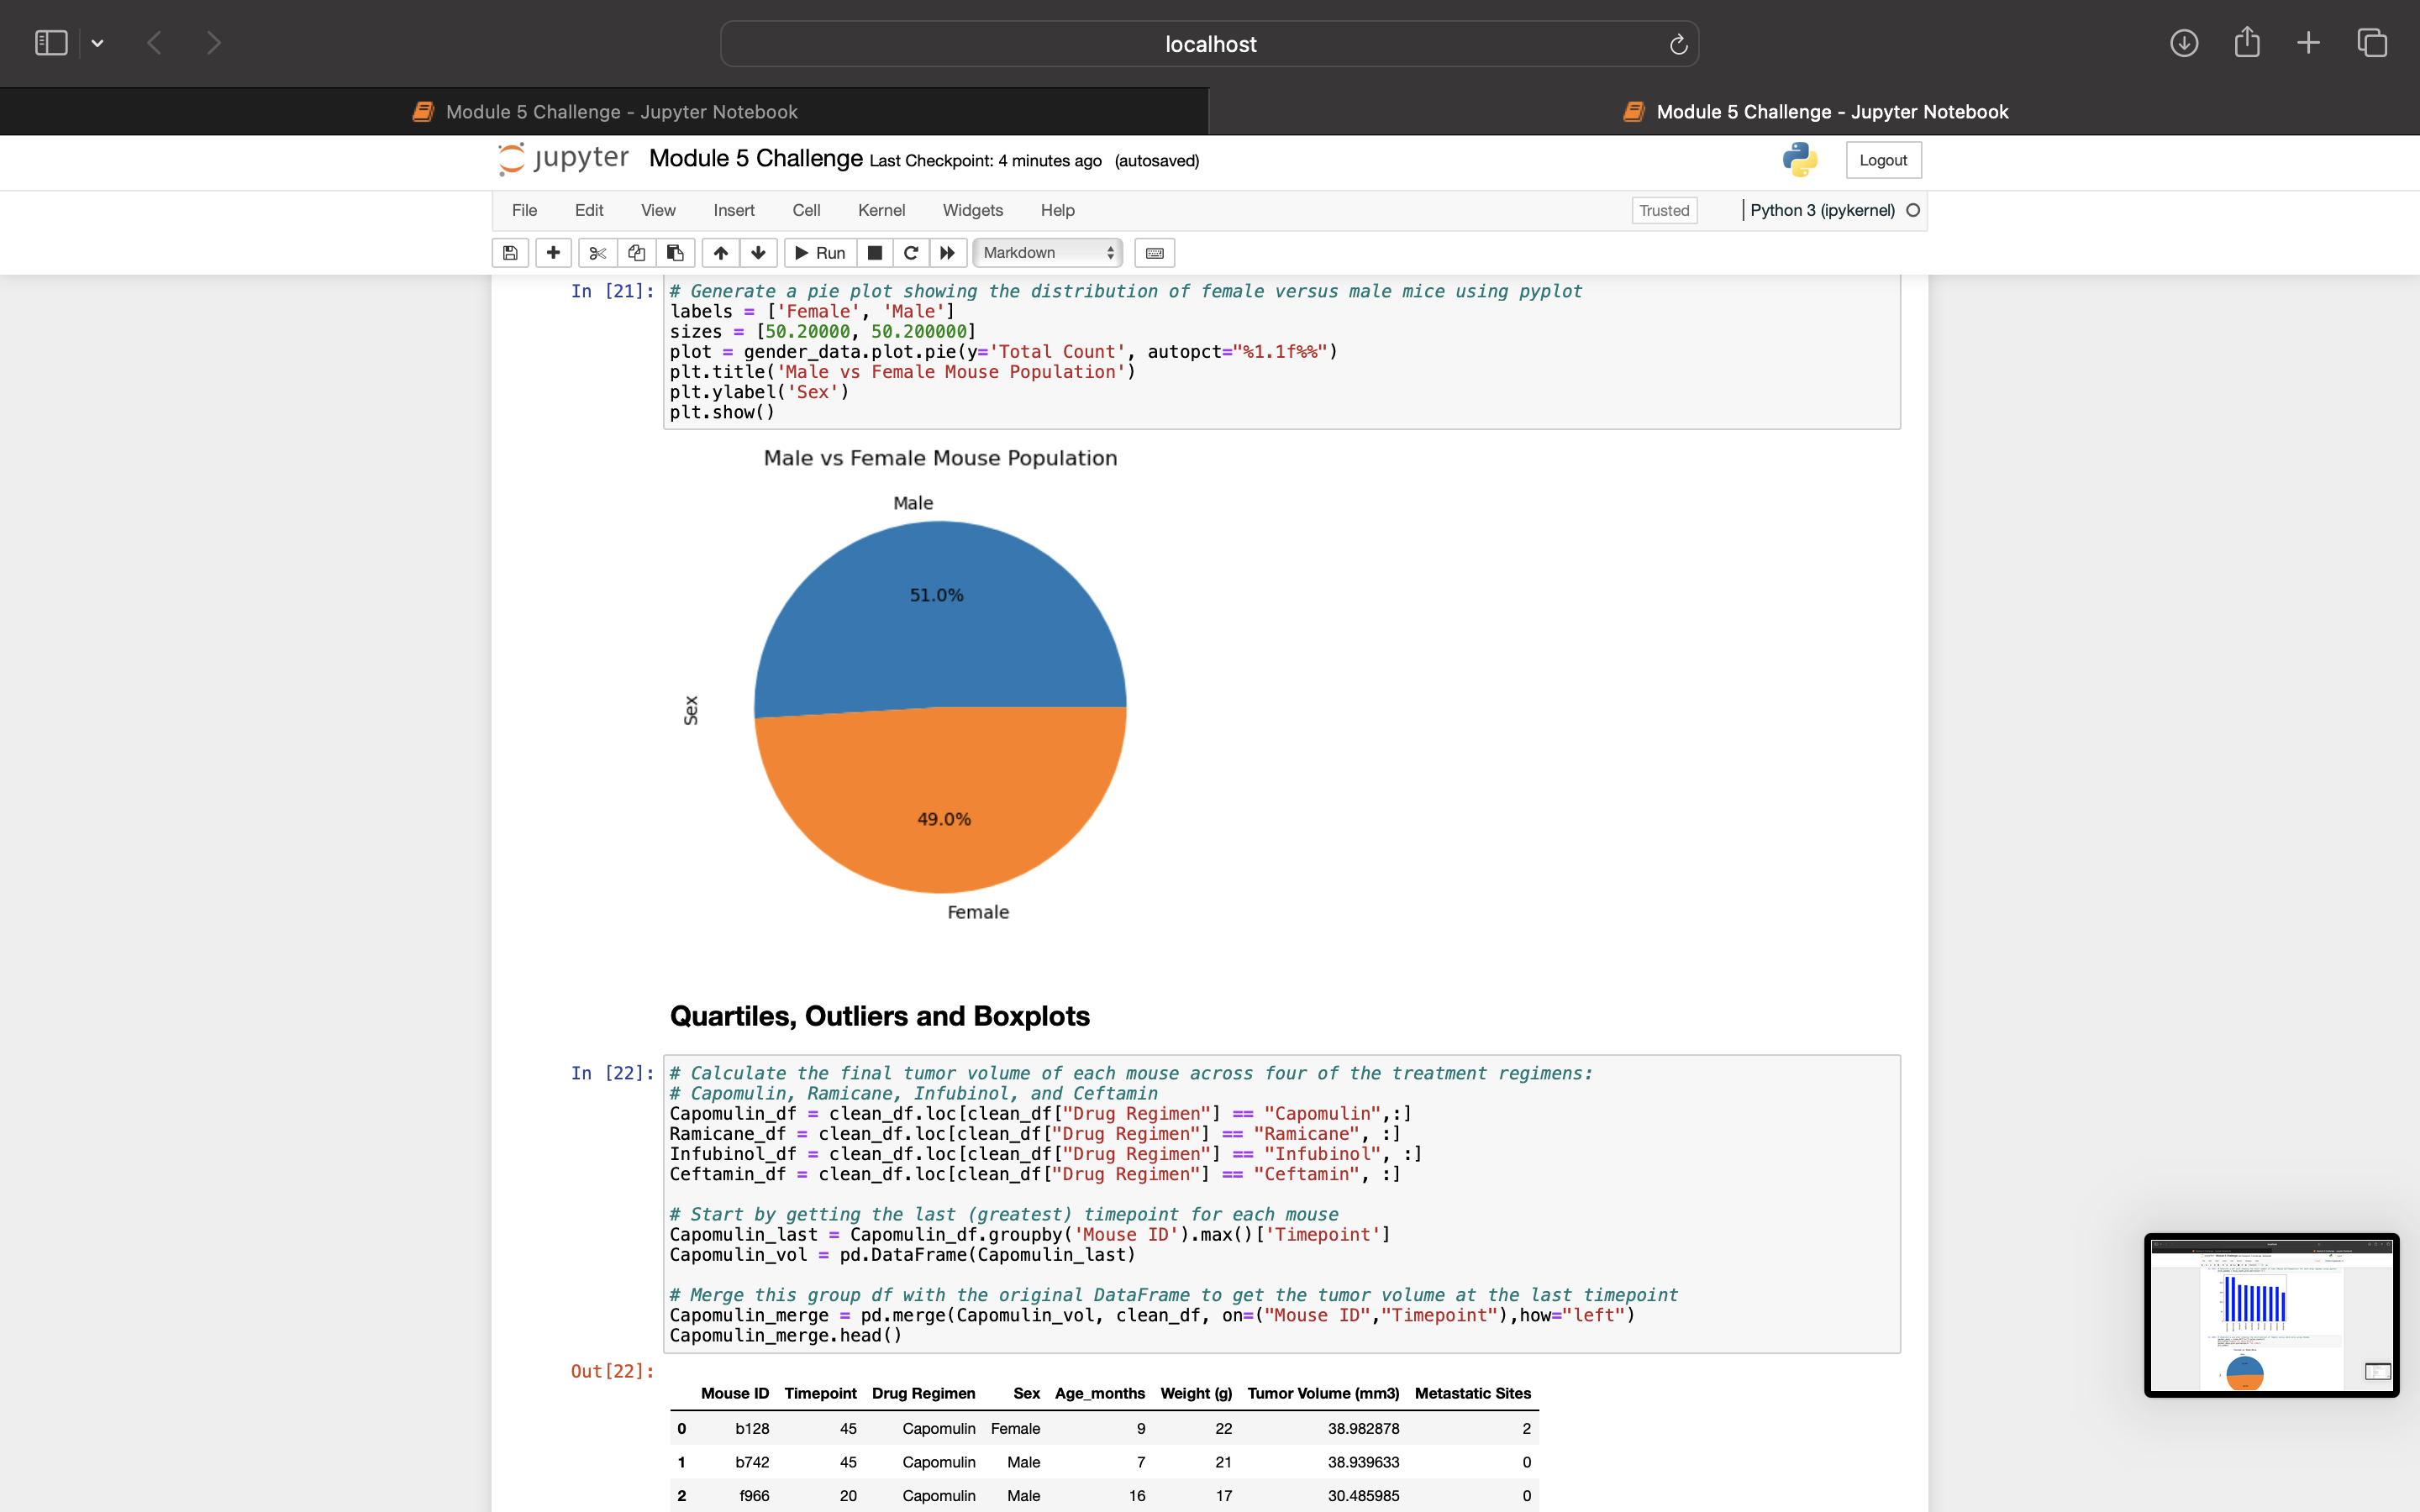 localhost
Module 5 Challenge - Jupyter Notebook
Module 5 Challenge - Jupyter Notebook
jupyter Module 5 Challenge Last Checkpoint: 4 minutes ago (autosaved)
Logout
File Edit View Insert Cell Kernel Widgets Help
Trusted
Python 3 (ipykernel)
Run
Markdown
In [21]: # Generate a pie plot showing the distribution of female versus male mice using pyplot
labels = ['Female', 'Male']
sizes = [50.20000, 50.200000]
plot = gender_data.plot.pie(y='Total Count', autopct="%1.1f%%")
plt.title('Male vs Female Mouse Population')
plt.ylabel('Sex')
plt.show()
Male vs Female Mouse Population
Male
51.0%
Sex
49.0%
Female
Quartiles, Outliers and Boxplots
In [22]: # Calculate the final tumor volume of each mouse across four of the treatment regimens:
# Capomulin, Ramicane, Infubinol, and Ceftamin
Capomulin_df = clean_df.loc[clean_df["Drug Regimen"] == "Capomulin",:]
Ramicane_df = clean_df.loc[clean_df["Drug Regimen"] == "Ramicane", :]
Infubinol_df = clean_df.loc[clean_df["Drug Regimen"] == "Infubinol", :]
Ceftamin_df = clean_df.loc[clean_df["Drug Regimen"] == "Ceftamin", :]
# Start by getting the last (greatest) timepoint for each mouse
Capomulin_last = Capomulin_df.groupby('Mouse ID').max()['Timepoint']
Capomulin_vol = pd.DataFrame(Capomulin_last)
# Merge this group df with the original DataFrame to get the tumor volume at the last timepoint
Capomulin_merge = pd.merge(Capomulin_vol, clean_df, on=("Mouse ID","Timepoint"),how="left")
Capomulin_merge.head()
Out[22]:
Mouse ID Timepoint Drug Regimen Sex Age_months Weight (g) Tumor Volume (mm3) Metastatic Sites
0 b128 45 Capomulin Female 9 22 38.982878 2
1 b742 45 Capomulin Male 7 21 38.939633 0
2 f966 20 Capomulin Male 16 17 30.485985 0